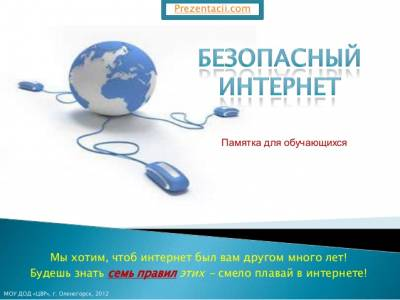 Prezentacii.com
БЕЗОПАСНЫЙ
ИНТЕРНЕТ
Памятка для обучающихся
Мы хотим, чтоб интернет был вам другом много лет!
Будешь знать семь правил этих – смело плавай в интернете!
МОУ ДОД «ЦВР», г. Оленегорск, 2012